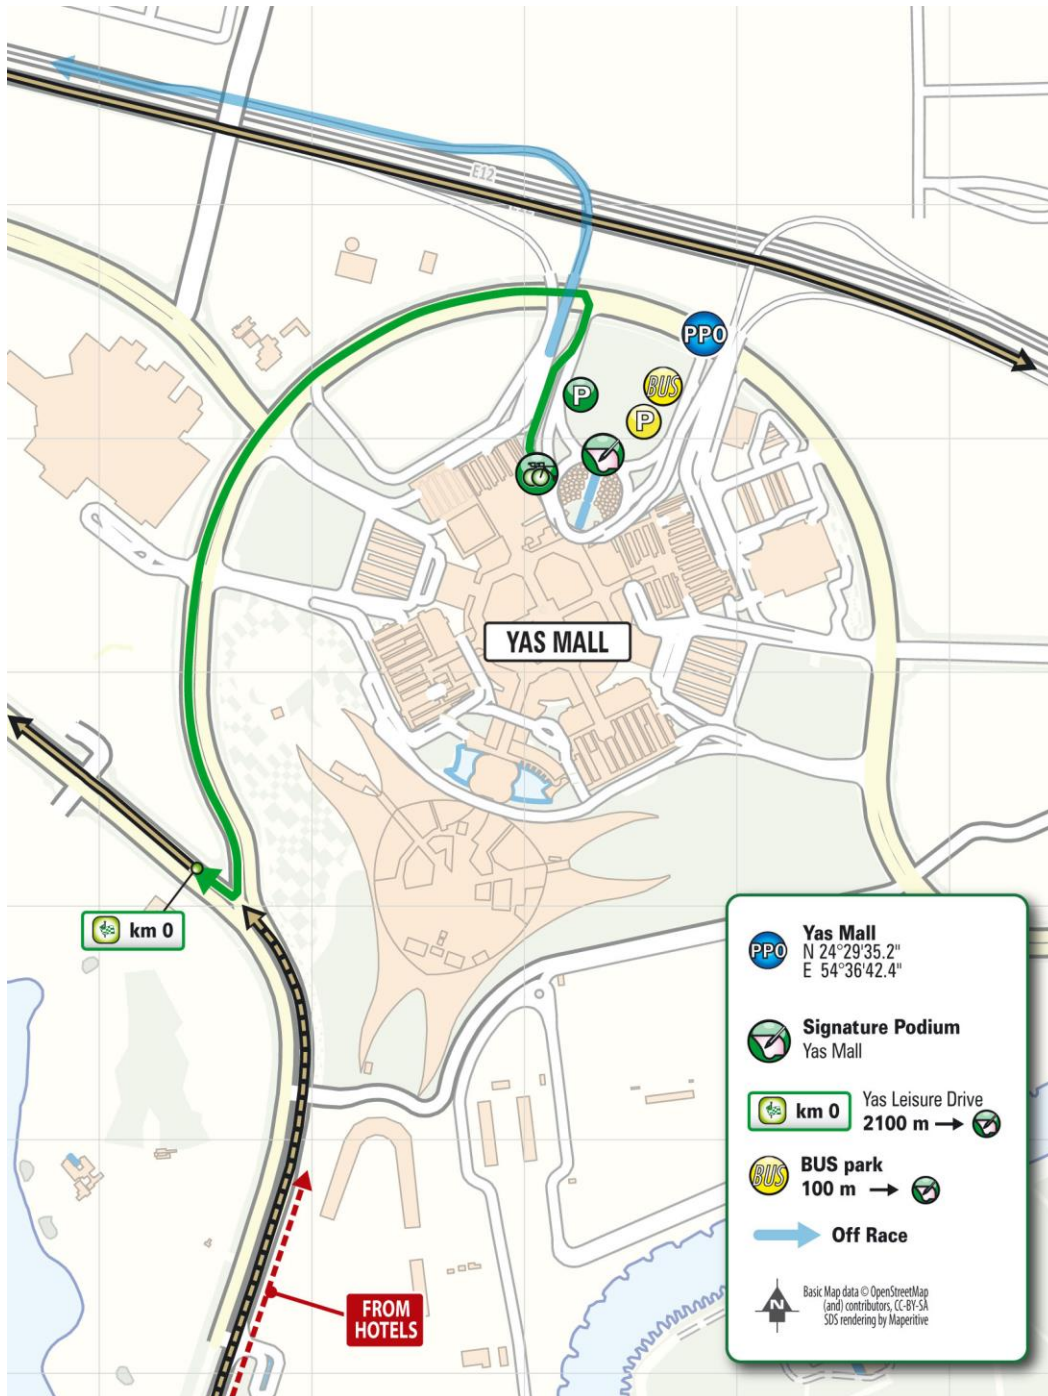 E12
PPO
BUS
P
P
YAS MALL
km 0
FROM
HOTELS
PPO
Yas Mall
N 24°29'35.2"
E 54°36'42.4"
Signature Podium
Yas Mall
km 0
Yas Leisure Drive
2100 m
BUS
BUS park
100 m
Off Race
N
Basic Map data © OpenStreetMap
(and) contributors, CC-BY-SA
SDS rendering by Maperitive